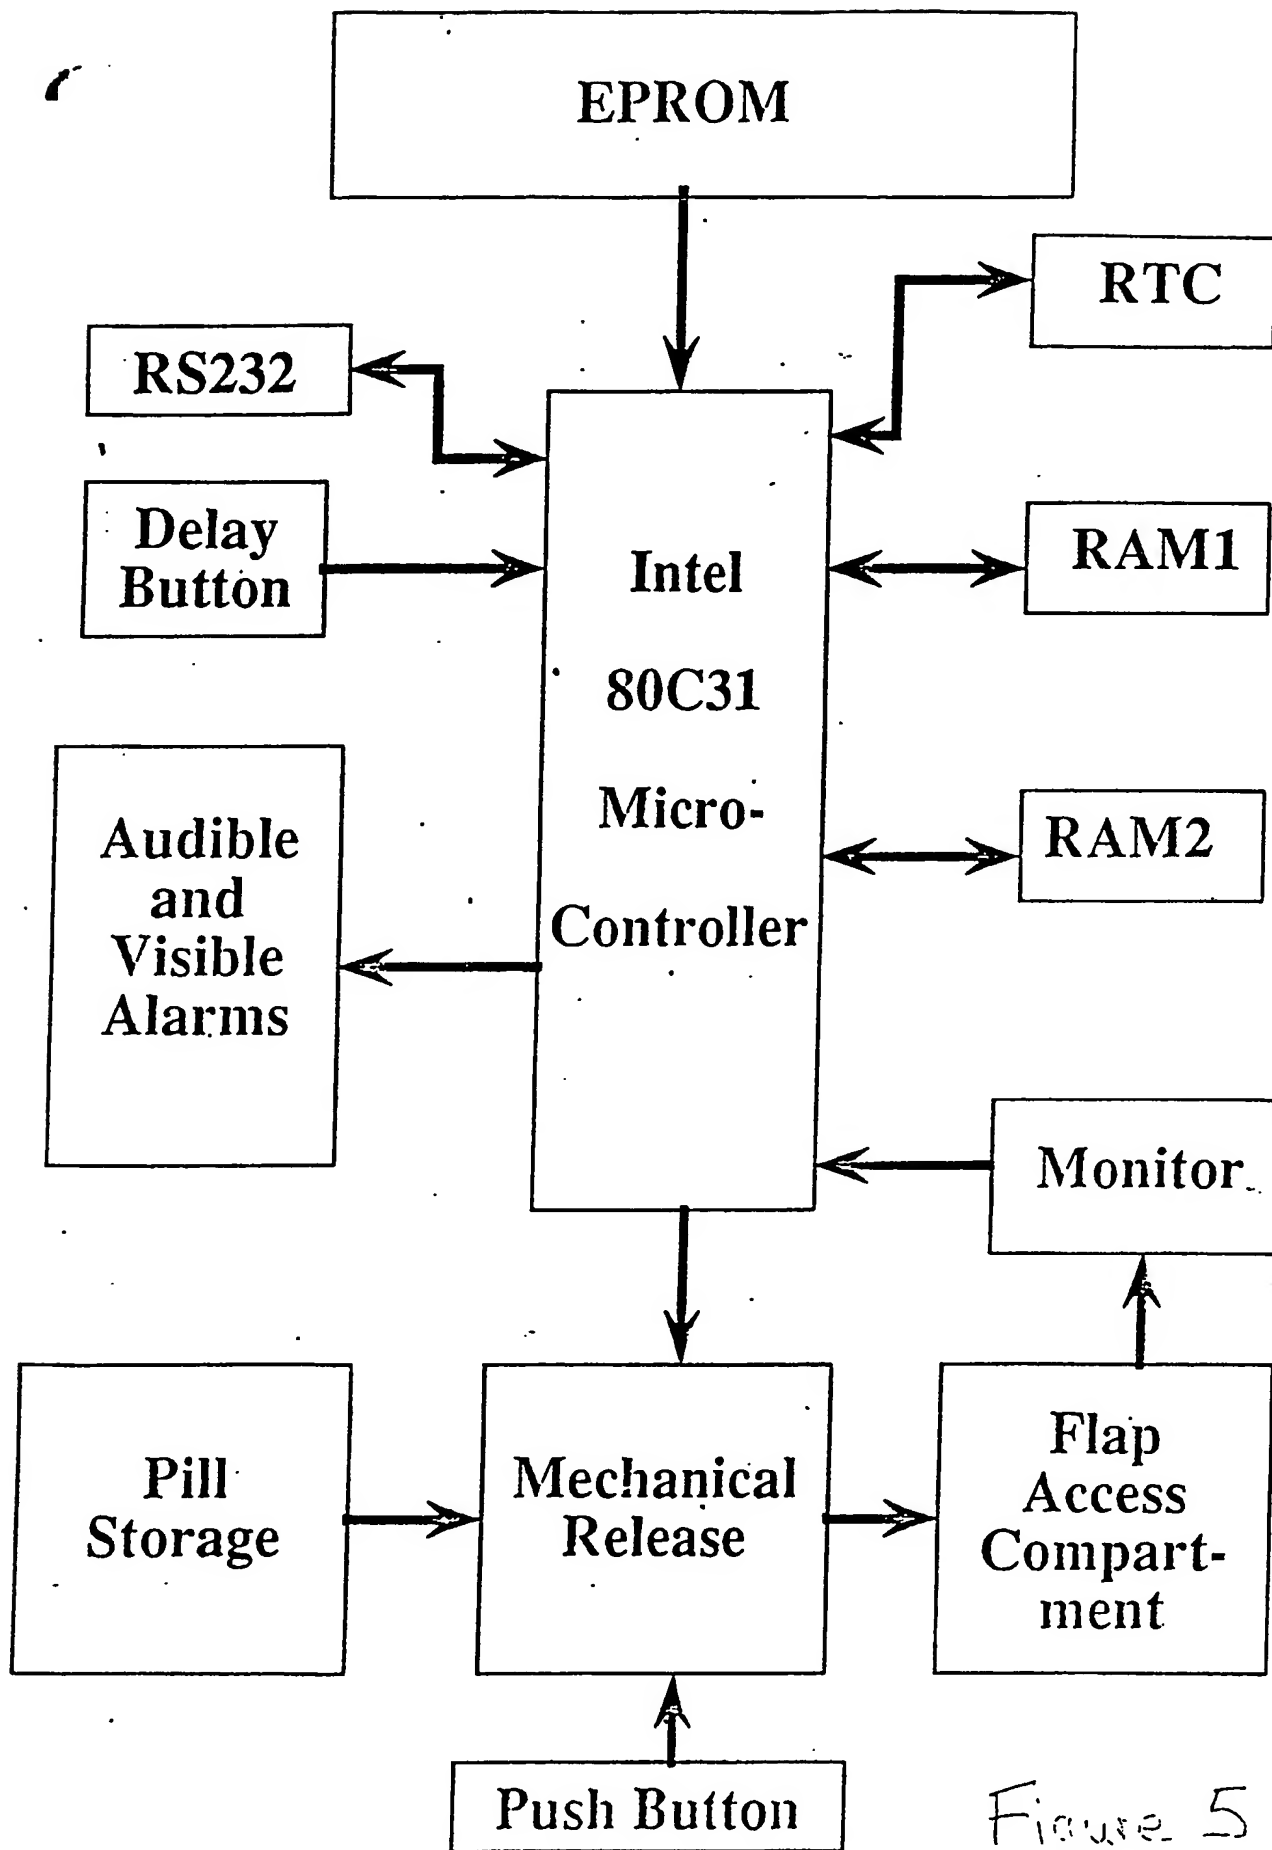 EPROM
RTC
RS232
Delay
Button
RAM1
Intel
80C31
Micro-
Controller
RAM2
Audible
and
Visible
Alarms
Monitor
Pill
Storage
Mechanical
Release
Flap
Access
Compart-
ment
Push Button
Figure 5